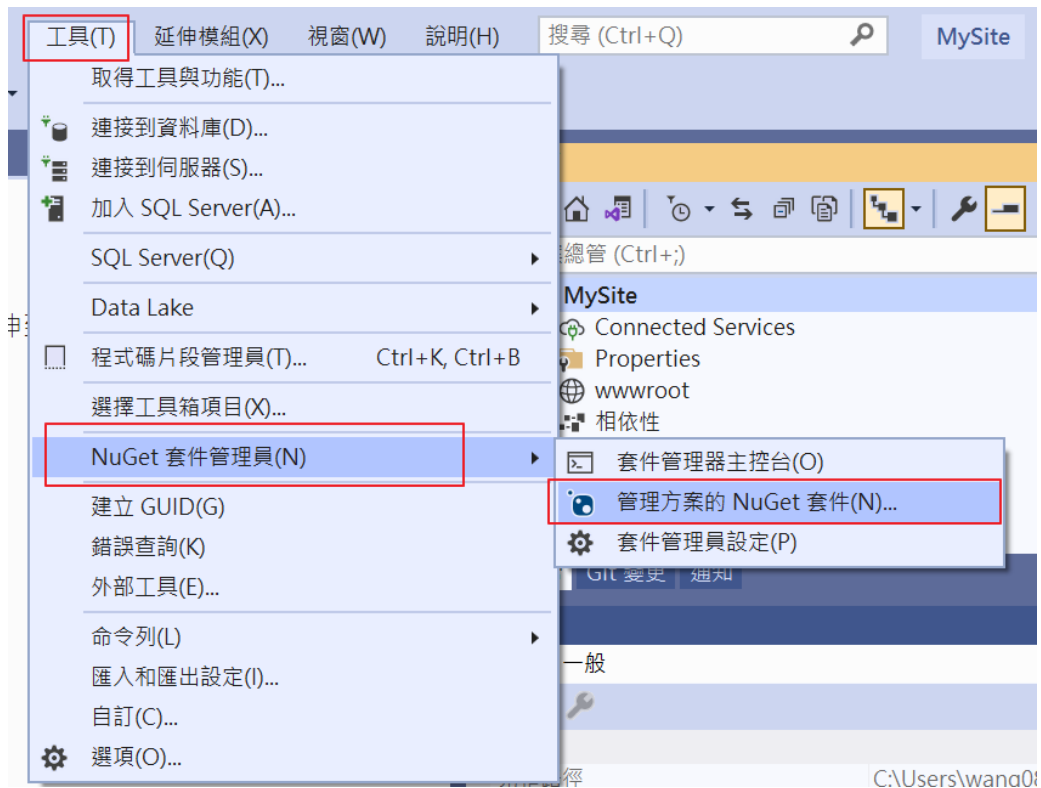 工具(T) 延伸模組(X) 視窗(W) 說明(H) 搜尋 (Ctrl+Q) MySite
取得工具與功能(T)...
連接到資料庫(D)...
連接到伺服器(S)...
加入 SQL Server(A)...
SQL Server(Q)
總管 (Ctrl+;)
MySite
Data Lake
Connected Services
程式碼片段管理員(T)... Ctrl+K, Ctrl+B
Properties
wwwroot
選擇工具箱項目(X)...
相依性
NuGet 套件管理員(N)
套件管理器主控台(O)
管理方案的 NuGet 套件(N)...
套件管理員設定(P)
建立 GUID(G)
錯誤查詢(K)
Git 變更 通知
外部工具(E)...
命令列(L)
一般
匯入和匯出設定(I)...
自訂(C)...
選項(O)...
徑 C:\Users\wang08